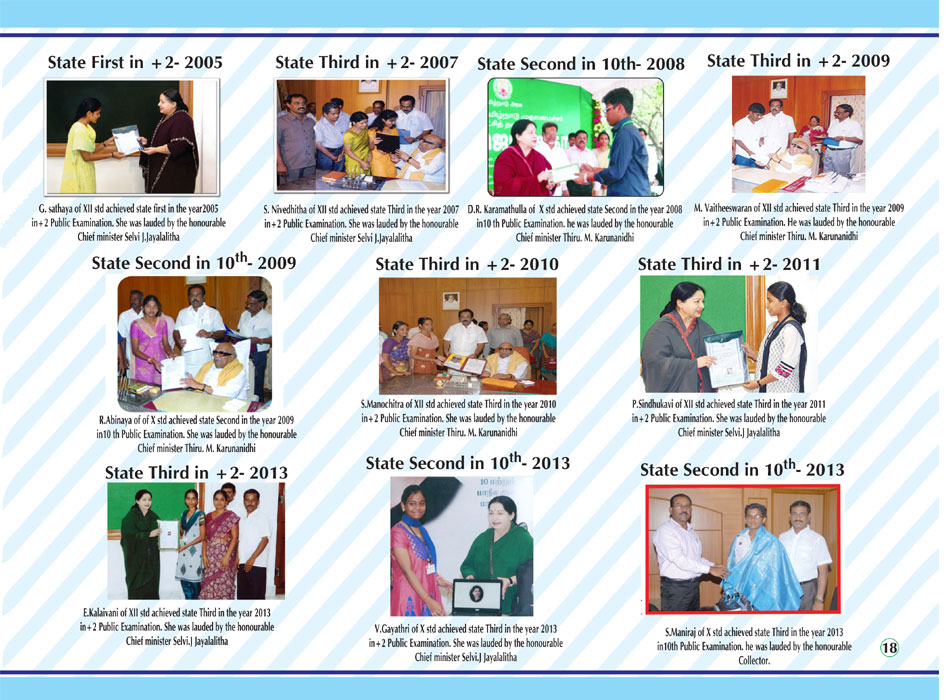 State First in +2- 2005
G. sathaya of XII std achieved state first in the year2005
in+2 Public Examination. She was lauded by the honourable
Chief minister Selvi J.Jayalalitha
State Third in +2- 2007
S. Nivedhitha of XII std achieved state Third in the year 2007
in+2 Public Examination. She was lauded by the honourable
Chief minister Selvi J.Jayalalitha
State Second in 10th- 2008
D.R. Karamathulla of X std achieved state Second in the year 2008
in10 th Public Examination. he was lauded by the honourable
Chief minister Thiru. M. Karunanidhi
State Third in +2- 2009
M. Vaitheeswaran of XII std achieved state Third in the year 2009
in+2 Public Examination. He was lauded by the honourable
Chief minister Thiru. M. Karunanidhi
State Second in 10th- 2009
R.Abinaya of of X std achieved state Second in the year 2009
in10 th Public Examination. She was lauded by the honourable
Chief minister Thiru. M. Karunanidhi
State Third in +2- 2010
S.Manochitra of XII std achieved state Third in the year 2010
in+2 Public Examination. She was lauded by the honourable
Chief minister Thiru. M. Karunanidhi
State Third in +2- 2011
P.Sindhukavi of XII std achieved state Third in the year 2011
in+2 Public Examination. She was lauded by the honourable
Chief minister Selvi.J Jayalalitha
State Third in +2- 2013
E.Kalaivani of XII std achieved state Third in the year 2013
in+2 Public Examination. She was lauded by the honourable
Chief minister Selvi.J Jayalalitha
State Second in 10th- 2013
10 மற்
மாநில
V.Gayathri of X std achieved state Third in the year 2013
in+2 Public Examination. She was lauded by the honourable
Chief minister Selvi.J Jayalalitha
State Second in 10th- 2013
S.Maniraj of X std achieved state Third in the year 2013
in10th Public Examination. he was lauded by the honourable
Collector.
18